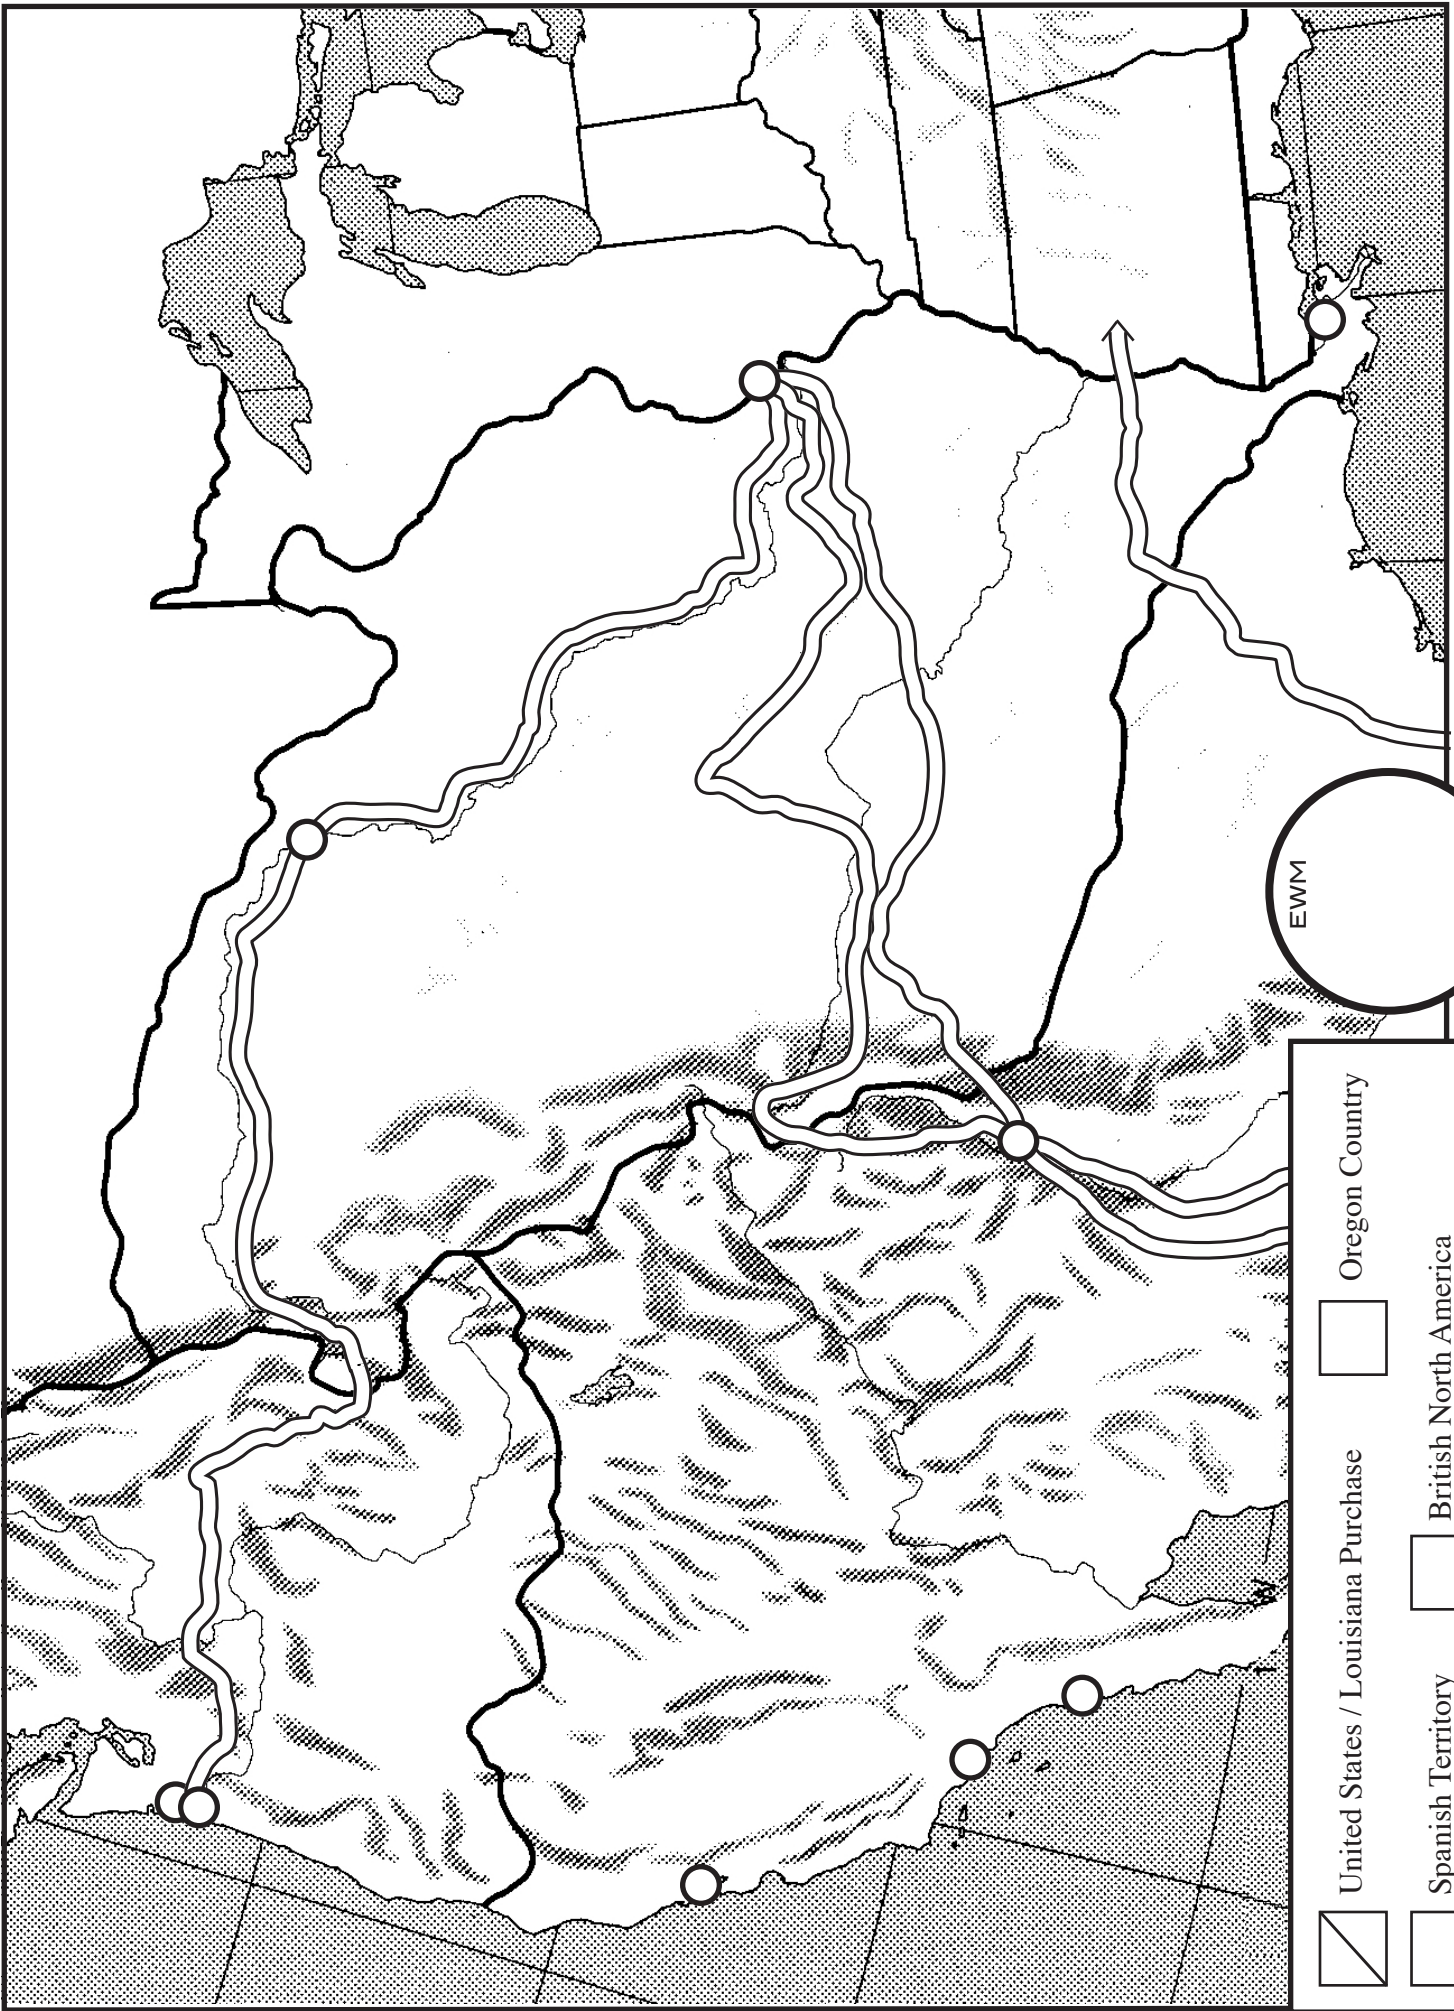 EWM
United States / Louisiana Purchase
Oregon Country
Spanish Territory
British North America